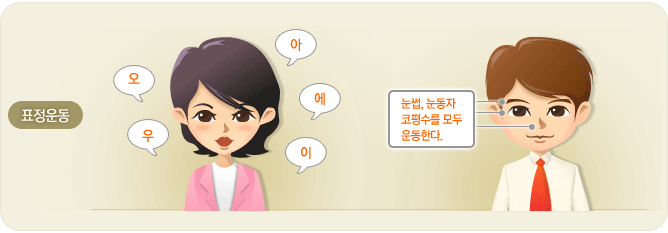 표정운동
오
우
아
에
이
눈썹, 눈동자
코평수를 모두
운동한다.